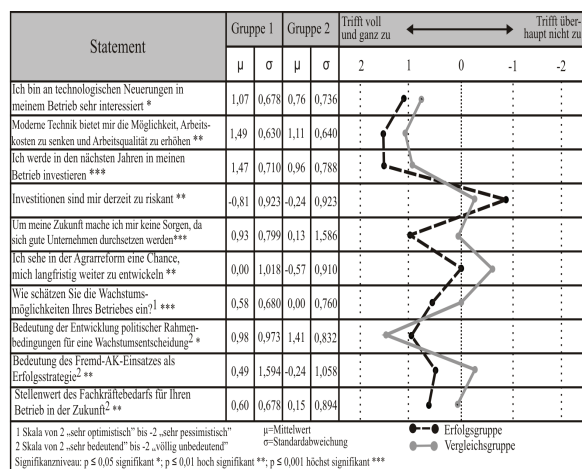 Statement
Gruppe 1 Gruppe 2
μ σ μ σ
Trifft voll und ganz zu
Trifft über-
haupt nicht zu
2 1 0 -1 -2
Ich bin an technologischen Neuerungen in
meinem Betrieb sehr interessiert * 1,07 0,678 0,76 0,736
Moderne Technik bietet mir die Möglichkeit, Arbeits-
kosten zu senken und Arbeitsqualität zu erhöhen ** 1,49 0,630 1,11 0,640
Ich werde in den nächsten Jahren in meinen
Betrieb investieren *** 1,47 0,710 0,96 0,788
Investitionen sind mir derzeit zu riskant ** -0,81 0,923 -0,24 0,923
Um meine Zukunft mache ich mir keine Sorgen, da
sich gute Unternehmen durchsetzen werden*** 0,93 0,799 0,13 1,586
Ich sehe in der Agrarreform eine Chance,
mich langfristig weiter zu entwickeln ** 0,00 1,018 -0,57 0,910
Wie schätzen Sie die Wachstums-
möglichkeiten Ihres Betriebes ein?1 *** 0,58 0,680 0,00 0,760
Bedeutung der Entwicklung politischer Rahmen-
bedingungen für eine Wachstumsentscheidung2 * 0,98 0,973 1,41 0,832
Bedeutung des Fremd-AK-Einsatzes als
Erfolgsstrategie2 ** 0,49 1,594 -0,24 1,058
Stellenwert des Fachkräftebedarfs für Ihren
Betrieb in der Zukunft2 ** 0,60 0,678 0,15 0,894
1 Skala von 2 „sehr optimistisch" bis -2 „sehr pessimistisch" μ=Mittelwert Erfolgsgruppe
2 Skala von 2 „sehr bedeutend" bis -2 „völlig unbedeutend" σ=Standardabweichung Vergleichsgruppe
Signifikanzniveau: p ≤ 0,05 signifikant *; p ≤ 0,01 hoch signifikant **; p ≤ 0,001 höchst signifikant ***